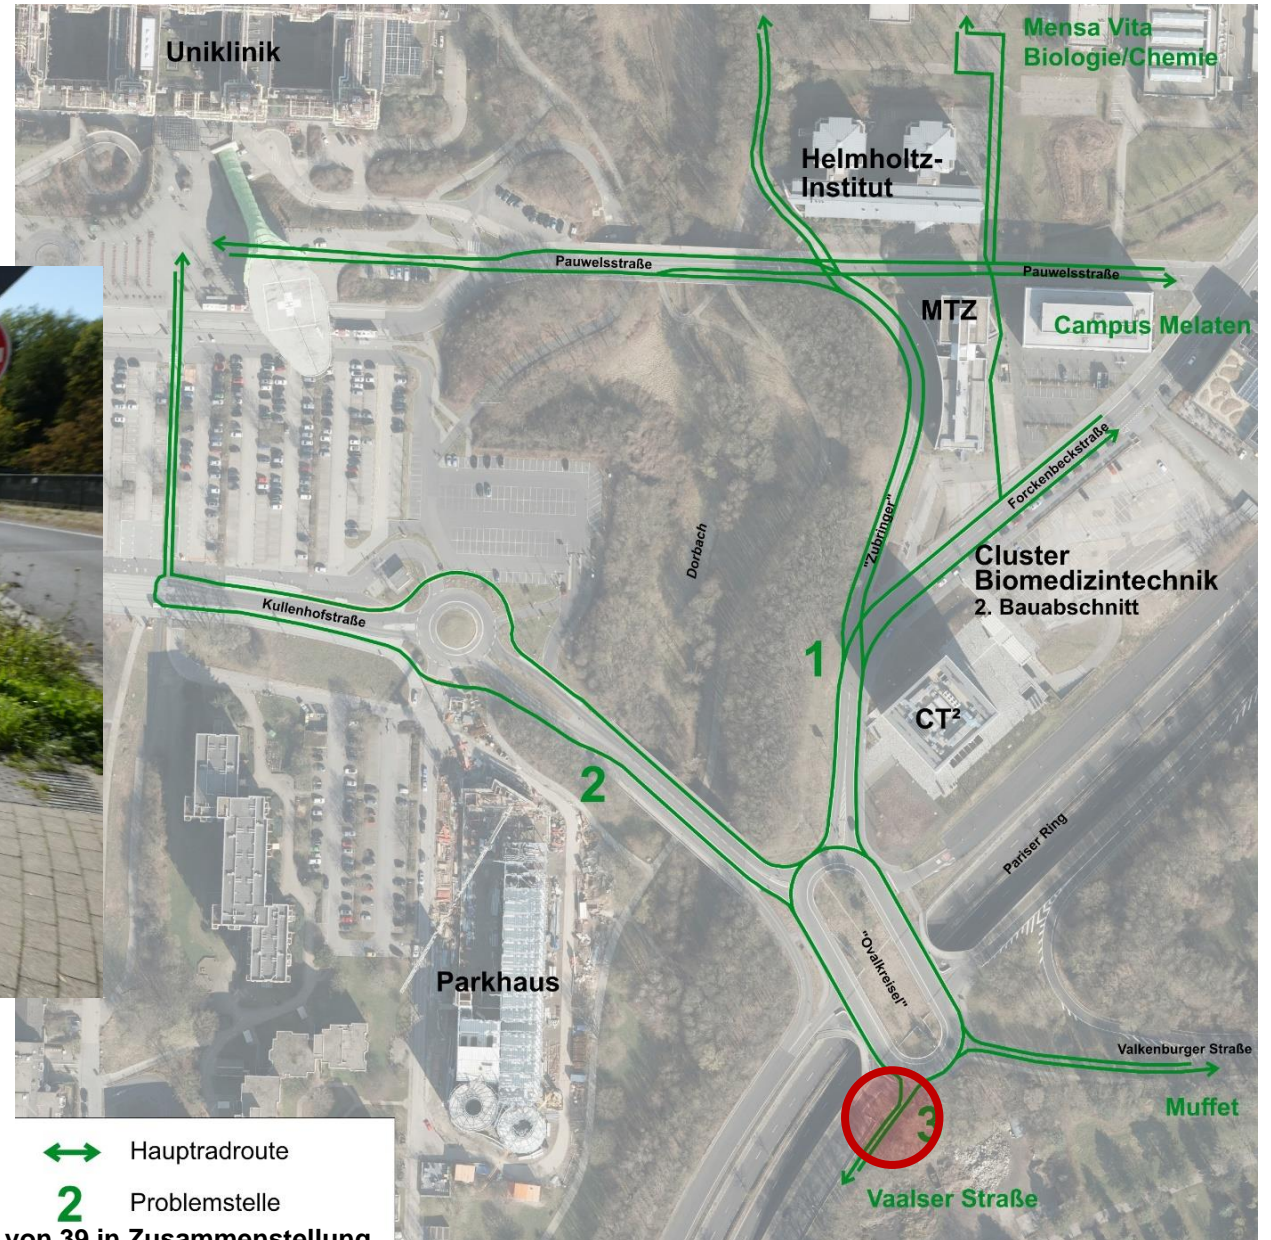 Uniklinik
Mensa Vita
Biologie/Chemie
Helmholtz-
Institut
Pauwelsstraße
Pauwelsstraße
MTZ
Campus Melaten
Forckenbeckstraße
"Zubringer"
Dorbach
Cluster
Biomedizintechnik
2. Bauabschnitt
Kullenhofstraße
1
CT²
2
Pariser Ring
"Ovalkreisel"
Parkhaus
Valkenburger Straße
3
Muffet
Vaalser Straße
Hauptradroute
2 Problemstelle
von 39 in Zusammenstellung